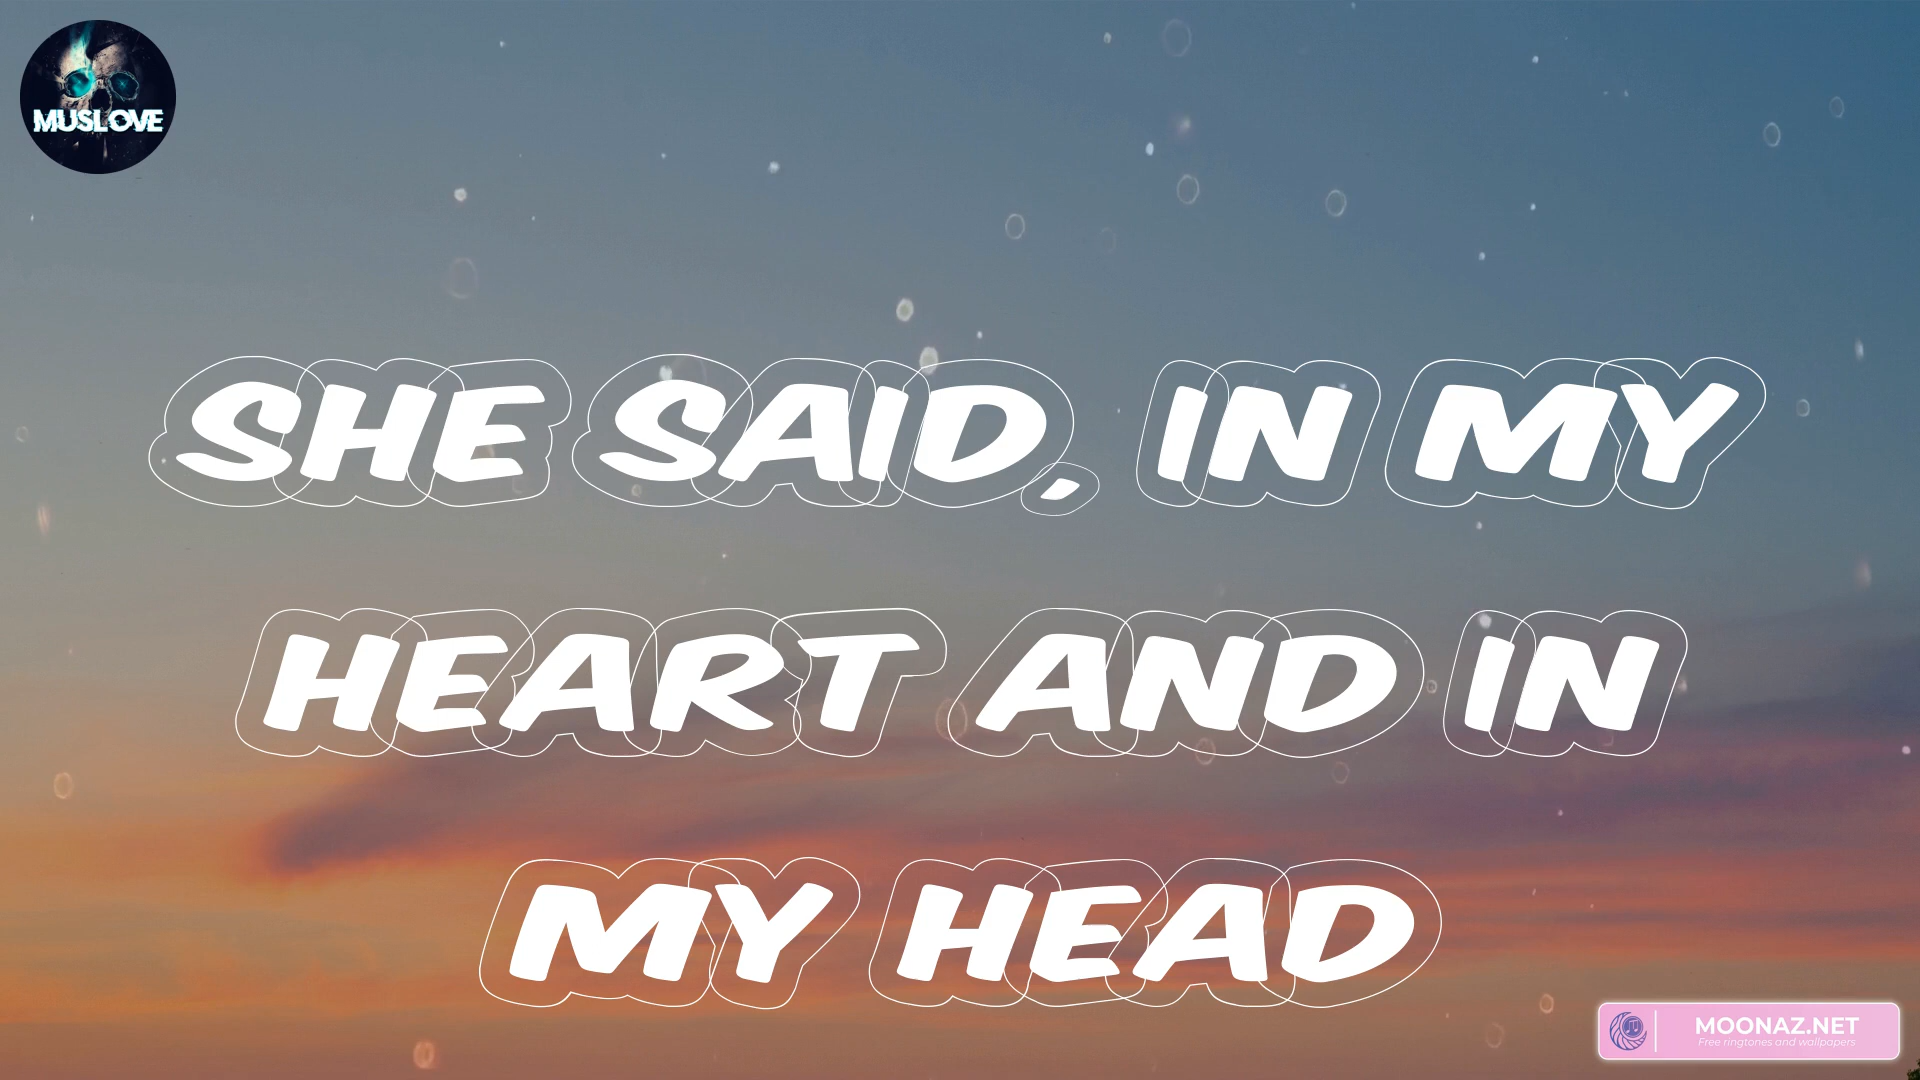 MUSLOVE
SHE SAID, IN MY
HEART AND IN
MY HEAD
MOONAZ.NET
Free ringtones and wallpapers